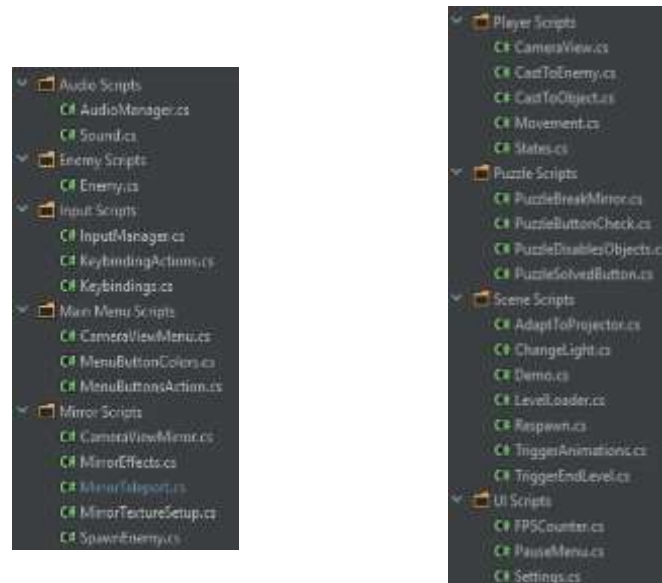 Audio Scripts
C# AudioManager.cs
C# Sound.cs
Enemy Scripts
C# Enemy.cs
Input Scripts
C# InputManager.cs
C# KeybindingActions.cs
C# Keybindings.cs
Main Menu Scripts
C# CameraViewMenu.cs
C# MenuButtonColors.cs
C# MenuButtonsAction.cs
Mirror Scripts
C# CameraViewMirror.cs
C# MirrorEffects.cs
C# MirrorTeleport.cs
C# MirrorTextureSetup.cs
C# SpawnEnemy.cs
Player Scripts
C# CameraView.cs
C# CastToEnemy.cs
C# CastToObject.cs
C# Movement.cs
C# States.cs
Puzzle Scripts
C# PuzzleBreakMirror.cs
C# PuzzleButtonCheck.cs
C# PuzzleDisablesObjects.c
C# PuzzleSolvedButton.cs
Scene Scripts
C# AdaptToProjector.cs
C# ChangeLight.cs
C# Demo.cs
C# LevelLoader.cs
C# Respawn.cs
C# TriggerAnimations.cs
C# TriggerEndLevel.cs
UI Scripts
C# FPSCounter.cs
C# PauseMenu.cs
C# Settings.cs